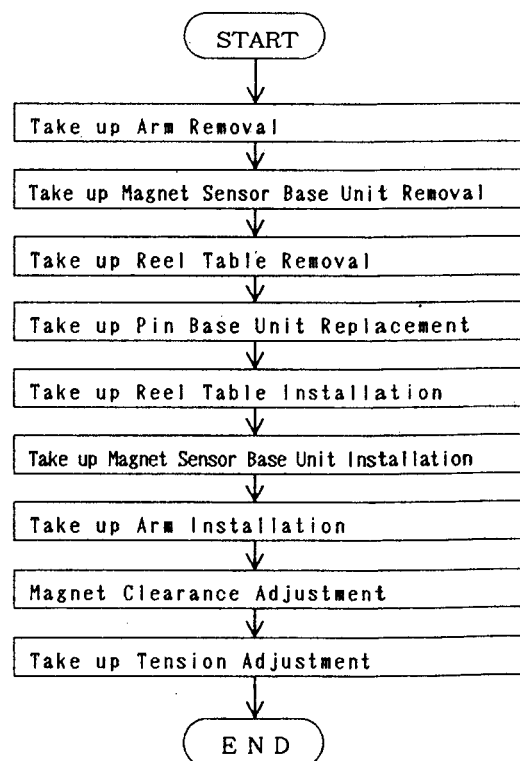 START
Take up Arm Removal
Take up Magnet Sensor Base Unit Removal
Take up Reel Table Removal
Take up Pin Base Unit Replacement
Take up Reel Table Installation
Take up Magnet Sensor Base Unit Installation
Take up Arm Installation
Magnet Clearance Adjustment
Take up Tension Adjustment
END